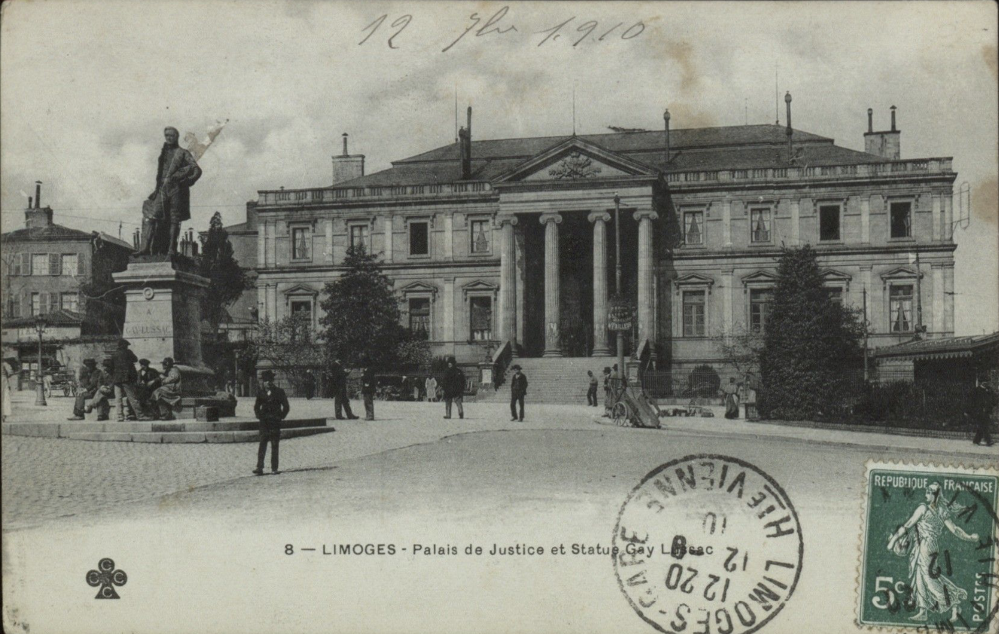 12 7bre 1910
A
GAY-LUSSAC
REPUBLIQUE FRANÇAISE
5c
POSTES
8 — LIMOGES - Palais de Justice et Statue Gay Lussac
LIMOGES-GARE HTE VIENNE
12 20
12 - 9
10
C C C C